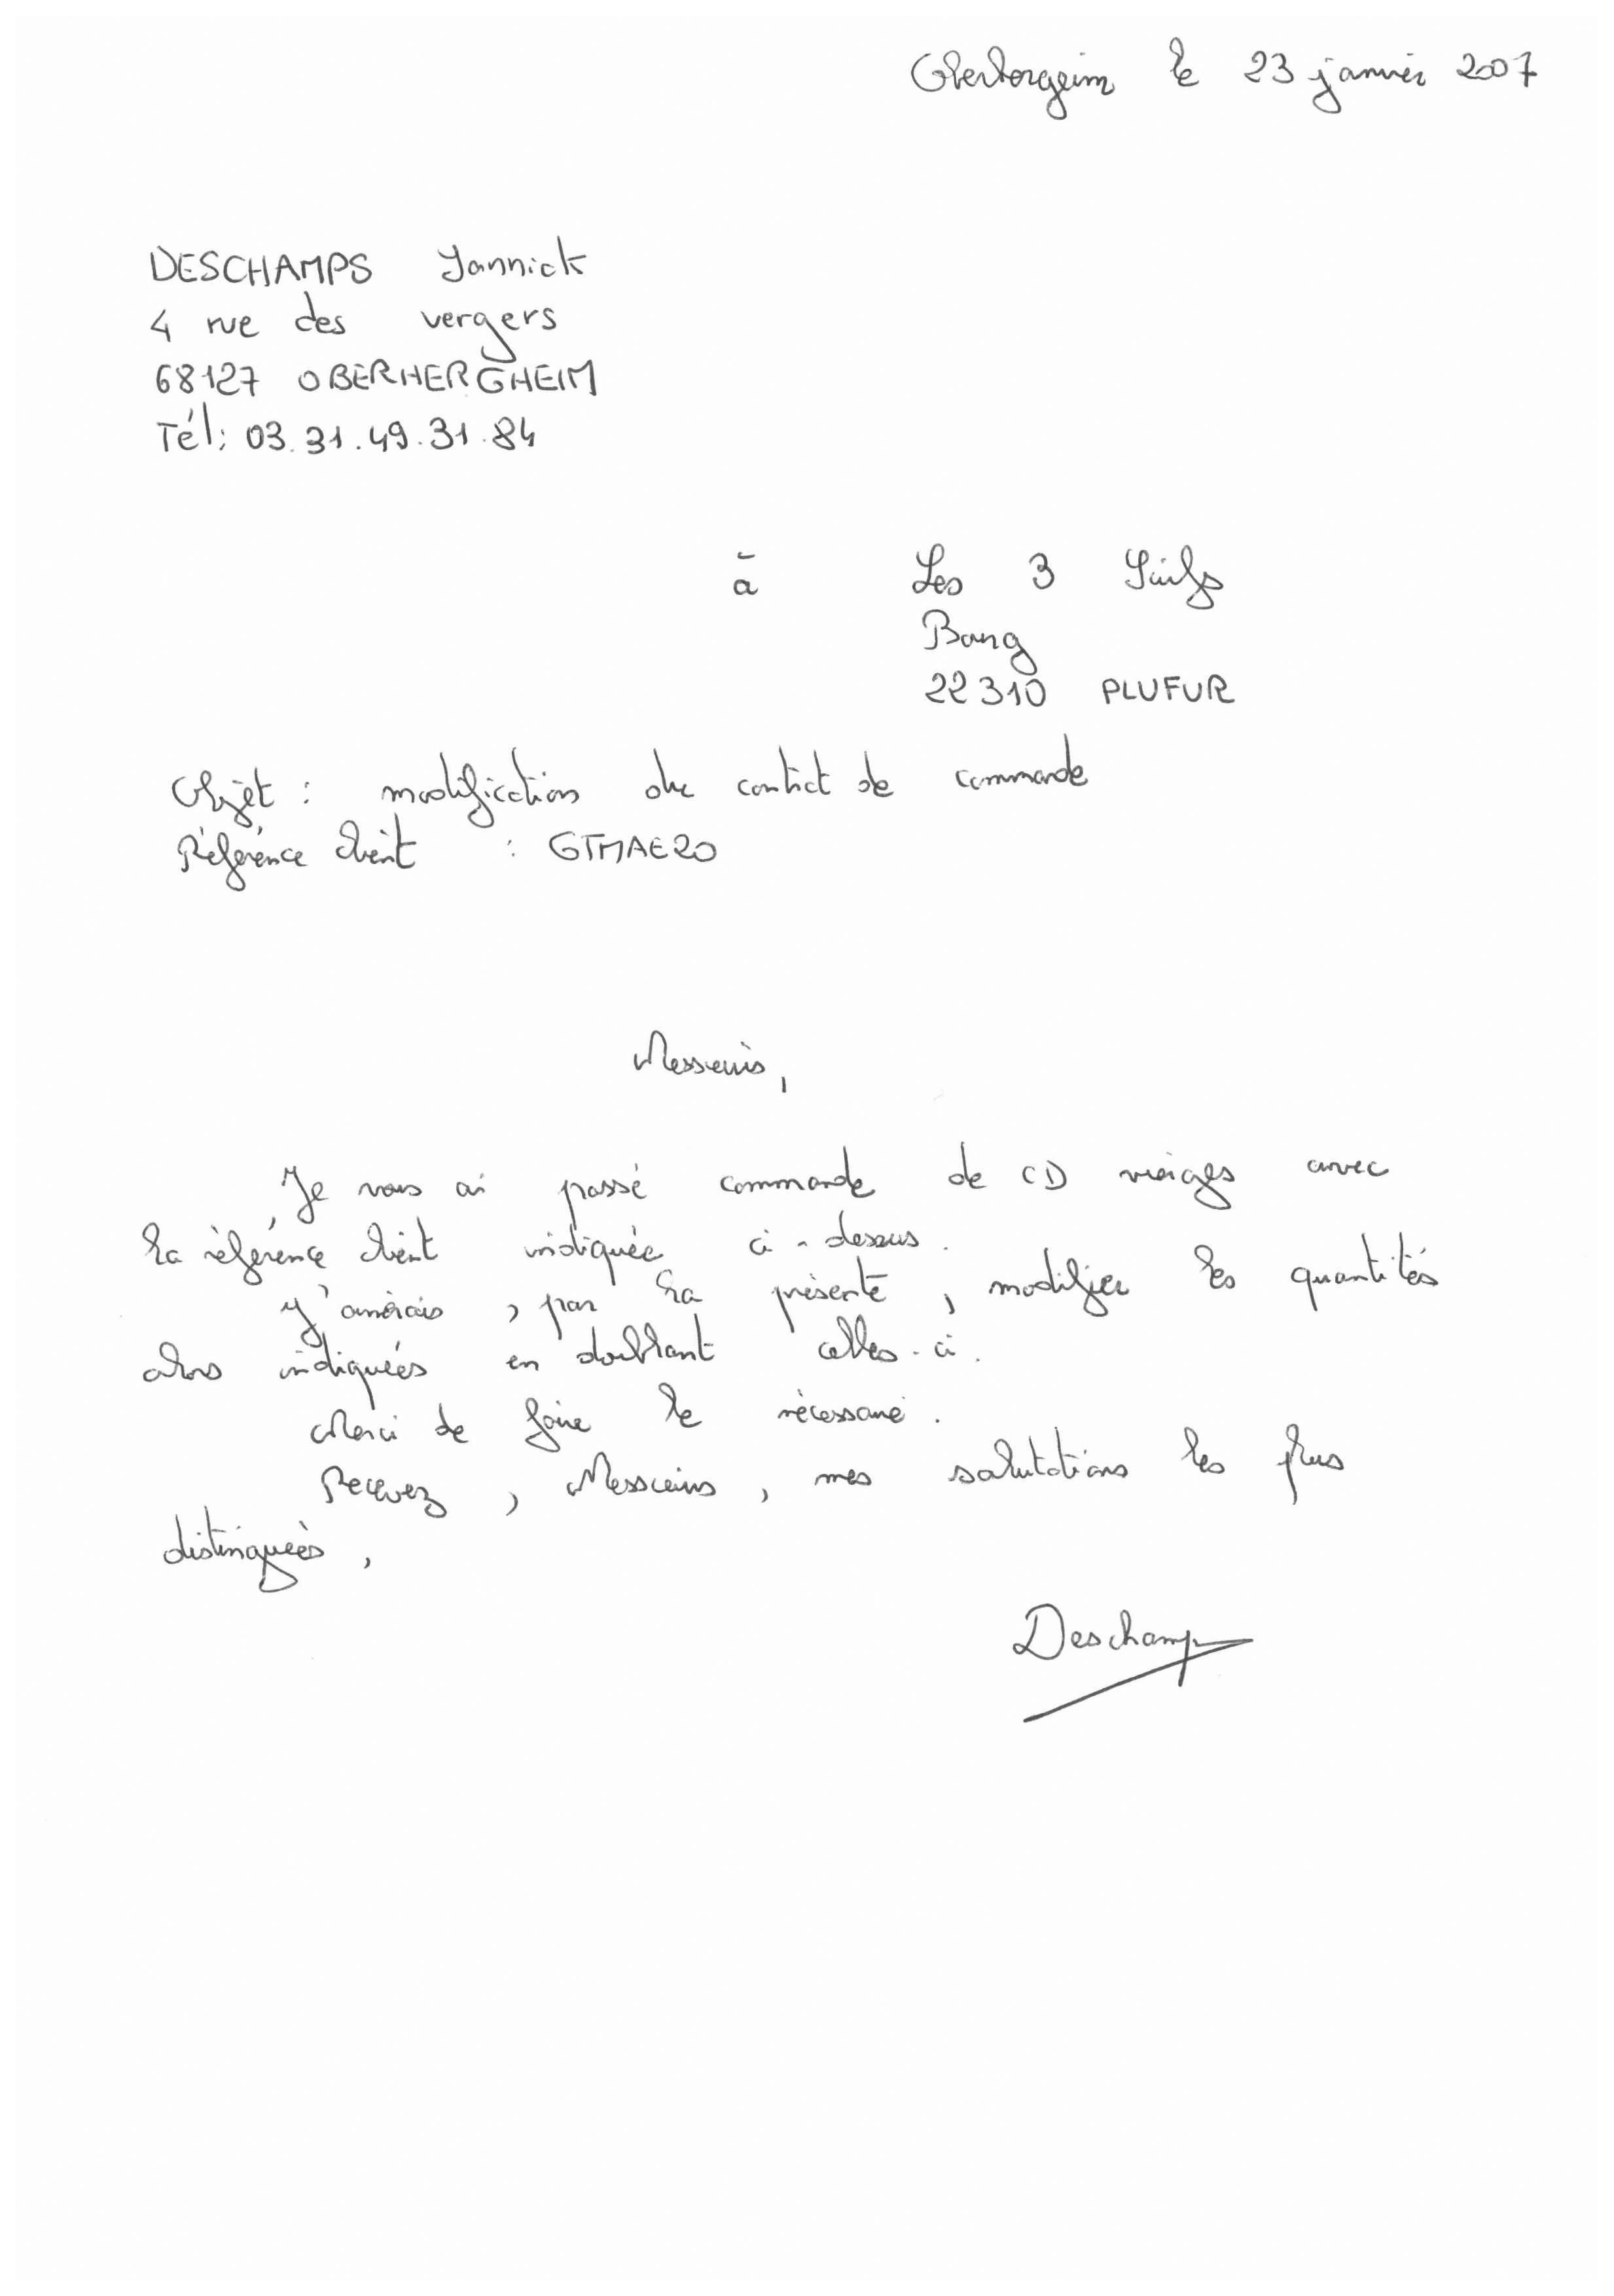 le 23 janvier 2007
DESCHAMPS Yannick
4 rue des vergers
68127 OBERHERGHEIM
Tél: 03.31.49.31.84
à Les 3 Suisses
Bourg
22310 PLUFUR
Objet : modification du contrat de commande
Référence client : GTMAE20
Messieurs,
Je vous ai passé commande de CD vierges avec
la référence client indiquée ci-dessus.
J'aimerais, par la présente, modifier les quantités
alors indiquées en doublant celles-ci.
Merci de faire le nécessaire.
Recevez, Messieurs, mes salutations les plus
distinguées,
Deschamps